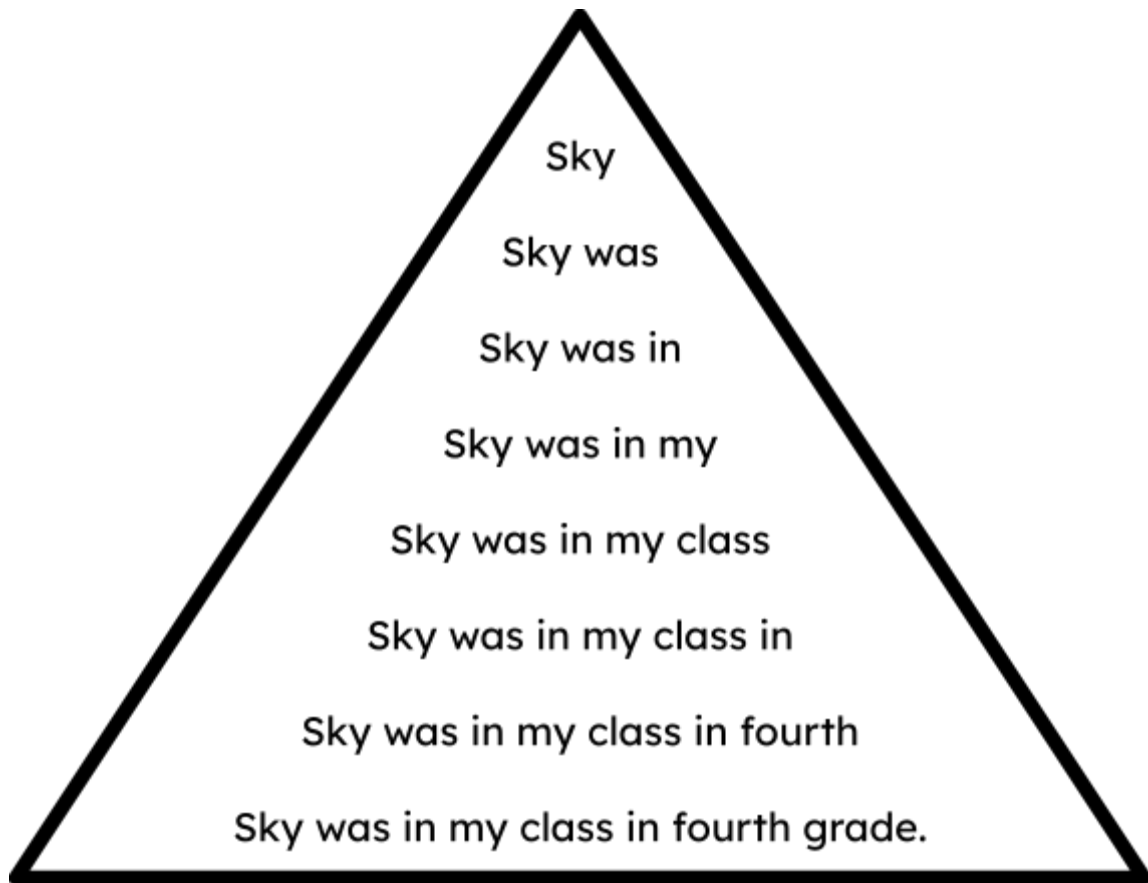 Sky
Sky was
Sky was in
Sky was in my
Sky was in my class
Sky was in my class in
Sky was in my class in fourth
Sky was in my class in fourth grade.